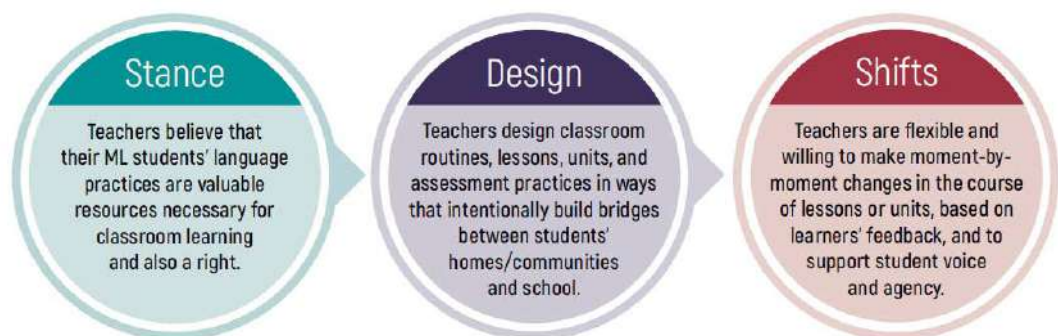 Stance
Teachers believe that
their ML students' language
practices are valuable
resources necessary for
classroom learning
and also a right.
Design
Teachers design classroom
routines, lessons, units, and
assessment practices in ways
that intentionally build bridges
between students'
homes/communities
and school.
Shifts
Teachers are flexible and
willing to make moment-by-
moment changes in the course
of lessons or units, based on
learners' feedback, and to
support student voice
and agency.